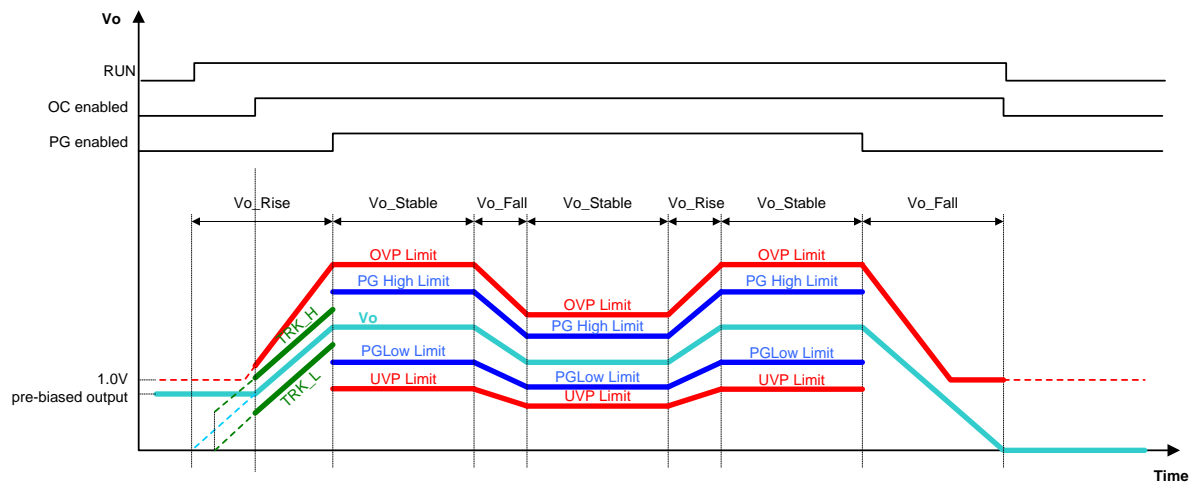 Vo
RUN
OC enabled
PG enabled
Vo_Rise
Vo_Stable
Vo_Fall
Vo_Stable
Vo_Rise
Vo_Stable
Vo_Fall
OVP Limit
OVP Limit
PG High Limit
PG High Limit
OVP Limit
TRK_H
Vo
PG High Limit
PGLow Limit
PGLow Limit
1.0V
TRK_L
UVP Limit
PGLow Limit
UVP Limit
pre-biased output
UVP Limit
Time